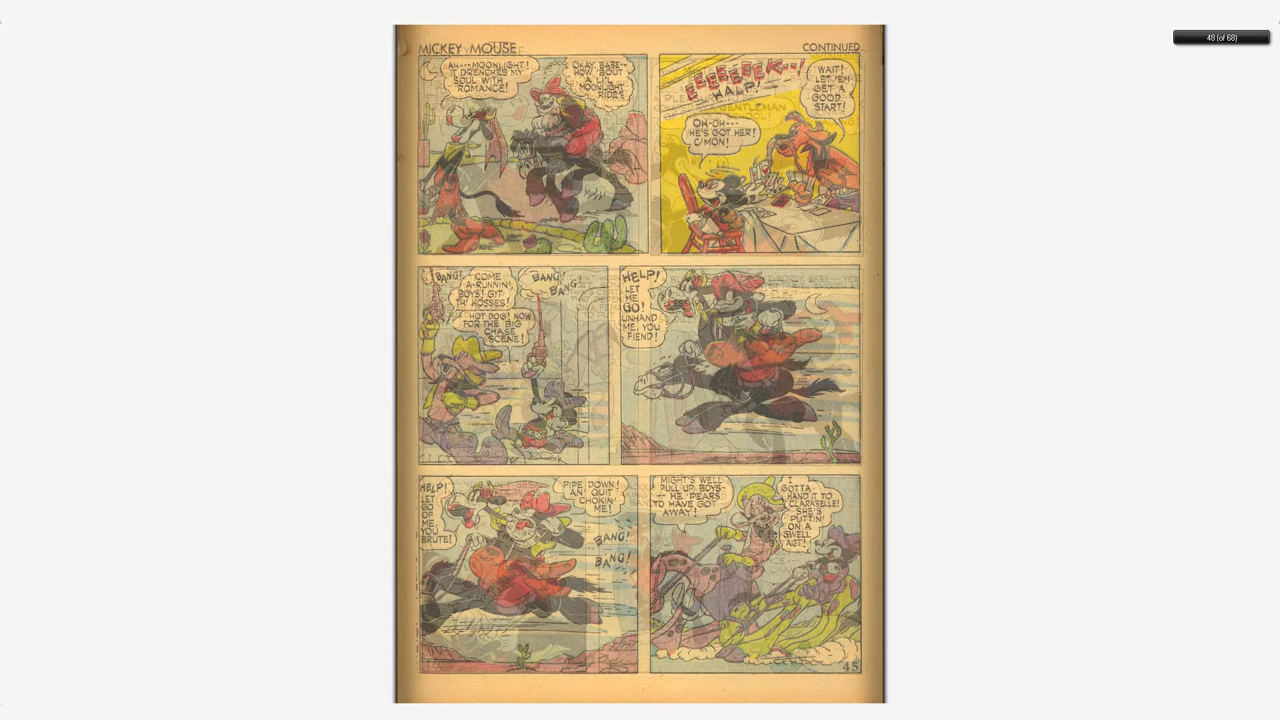 48 (of 68)
MICKEY MOUSE
CONTINUED
AH---MOONLIGHT!
IT DRENCHES MY
SOUL WITH
ROMANCE!
OKAY, BABE--
HOW 'BOUT
A LI'L
MOONLIGHT
RIDE?
EEEEEEEK--!
HALP!
WAIT!
LET 'EM
GET A
GOOD
START!
OH-OH---
HE'S GOT HER!
C'MON!
BANG!
COME
A-RUNNIN',
BOYS! GIT
TH' HOSSES!
BANG!
BANG!
HOT DOG! NOW
FOR THE BIG
CHASE
SCENE!
HELP!
LET
ME
GO!
UNHAND
ME, YOU
FIEND!
HELP!
LET
GO
OF
ME,
YOU
BRUTE!
PIPE DOWN!
AN' QUIT
CHOKIN'
ME!
BANG!
BANG!
MIGHT'S WELL
PULL UP, BOYS-
-- HE 'PEARS
TO HAVE GOT
AWAY!
I
GOTTA
HAND IT TO
CLARABELLE!
SHE'S
PUTTIN'
ON A
SWELL
ACT!
45